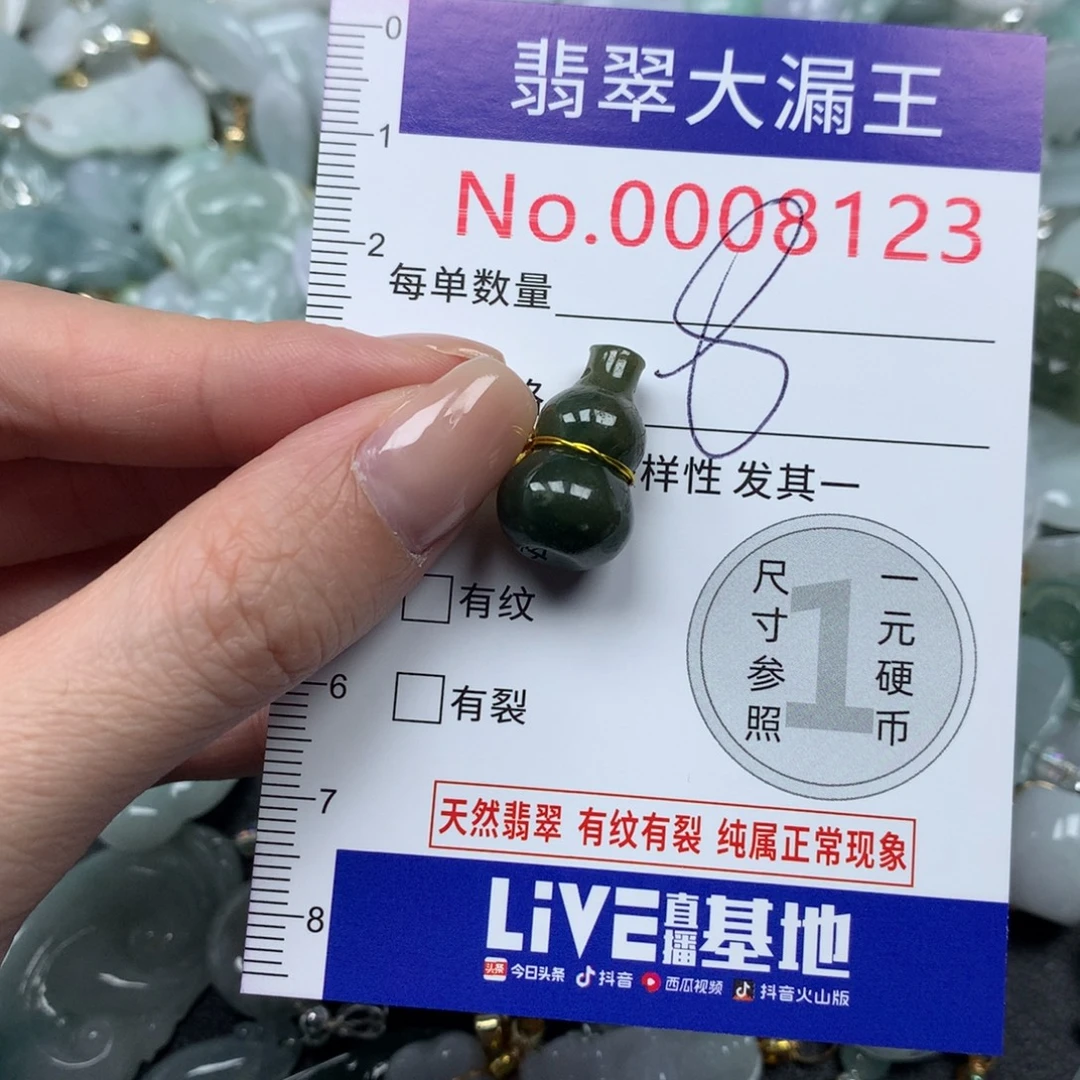 翡翠大漏王
No.0008123
0
1
2
每单数量
8
样性 发其一
有纹
有裂
6
7
8
尺寸参照
1
一元硬币
天然翡翠 有纹有裂 纯属正常现象
LiVE直播基地
头条 今日头条 抖音 西瓜视频 抖音火山版